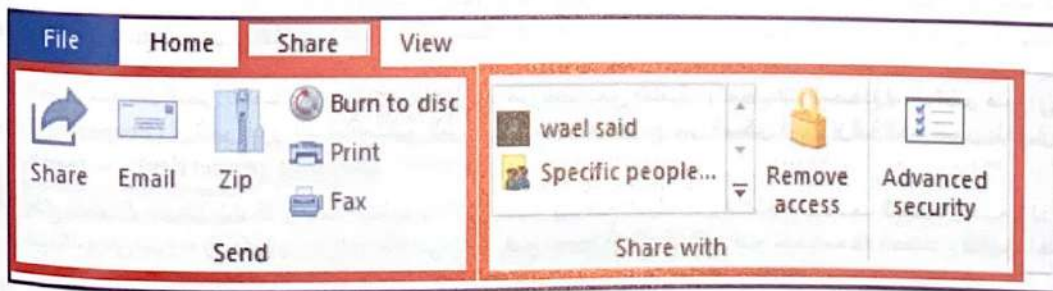 File Home Share View
Share
Email
Zip
Burn to disc
Print
Fax
Send
wael said
Specific people...
Remove
access
Advanced
security
Share with